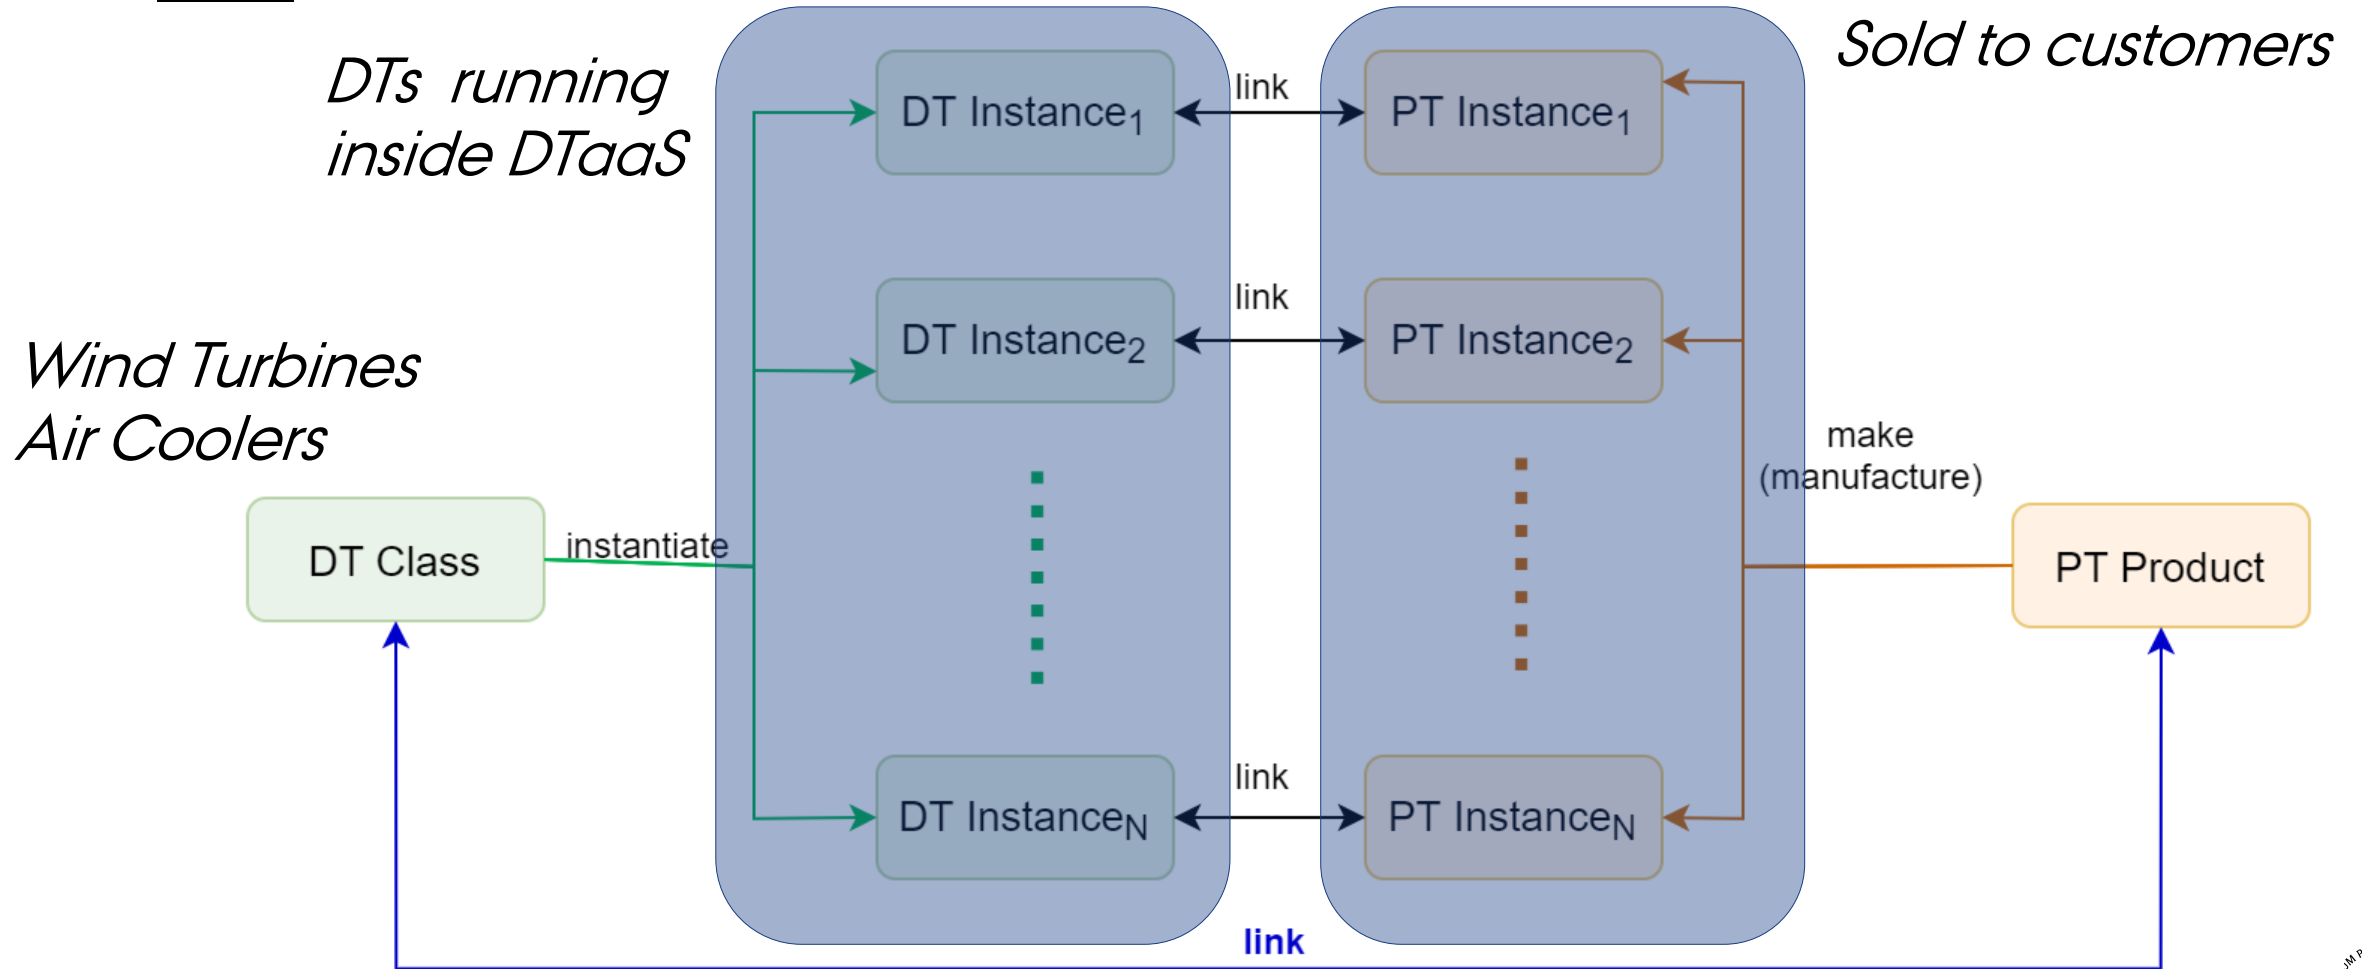 DTs running
inside DTaaS
Sold to customers
DT Instance1
link
PT Instance1
DT Instance2
link
PT Instance2
Wind Turbines
Air Coolers
make
(manufacture)
DT Class
instantiate
PT Product
DT InstanceN
link
PT InstanceN
link